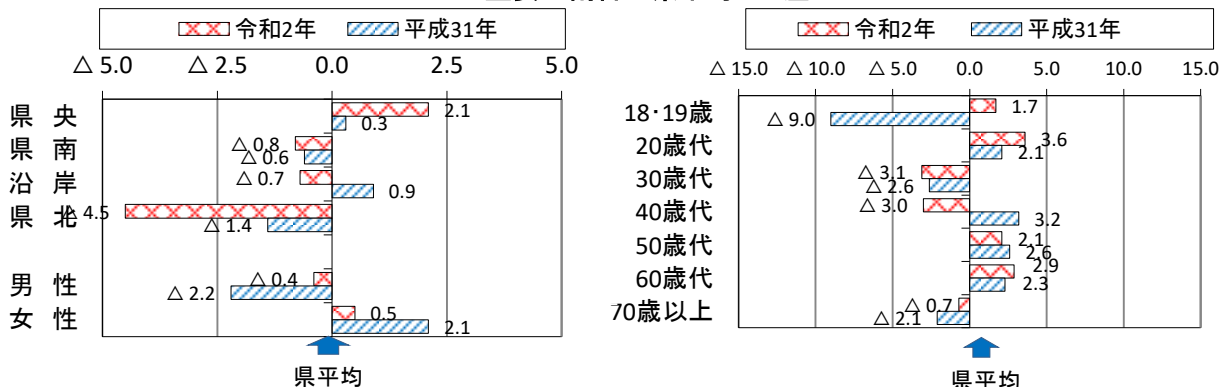 令和2年 平成31年
△ 5.0 △ 2.5 0.0 2.5 5.0
県 央 2.1
0.3
県 南 △ 0.8
△ 0.6
沿 岸 △ 0.7
0.9
県 北 △ 4.5
△ 1.4
男 性 △ 0.4
△ 2.2
女 性 0.5
2.1
県平均
令和2年 平成31年
△ 15.0 △ 10.0 △ 5.0 0.0 5.0 10.0 15.0
18・19歳 1.7
△ 9.0
20歳代 3.6
2.1
30歳代 △ 3.1
△ 2.6
40歳代 △ 3.0
3.2
50歳代 2.1
2.6
60歳代 2.9
2.3
70歳以上 △ 0.7
△ 2.1
県平均